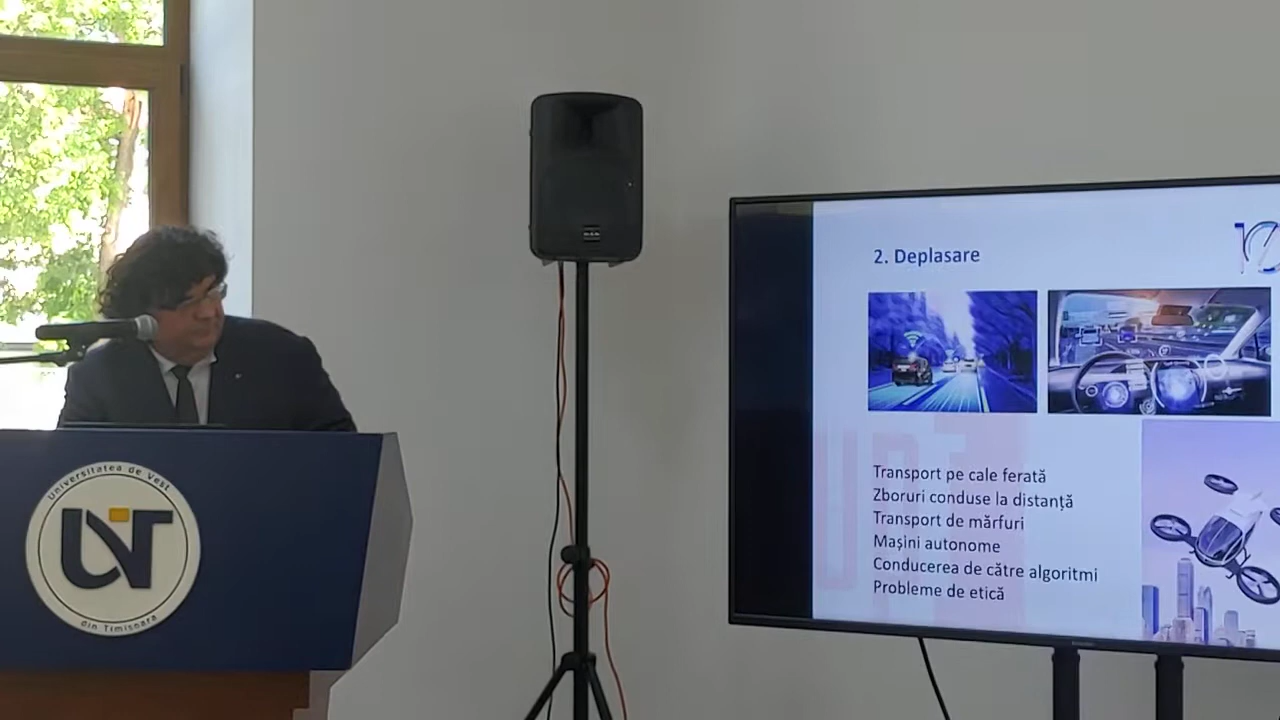 Universitatea de Vest
UVT
din Timișoara
2. Deplasare
Transport pe cale ferată
Zboruri conduse la distanță
Transport de mărfuri
Mașini autonome
Conducerea de către algoritmi
Probleme de etică